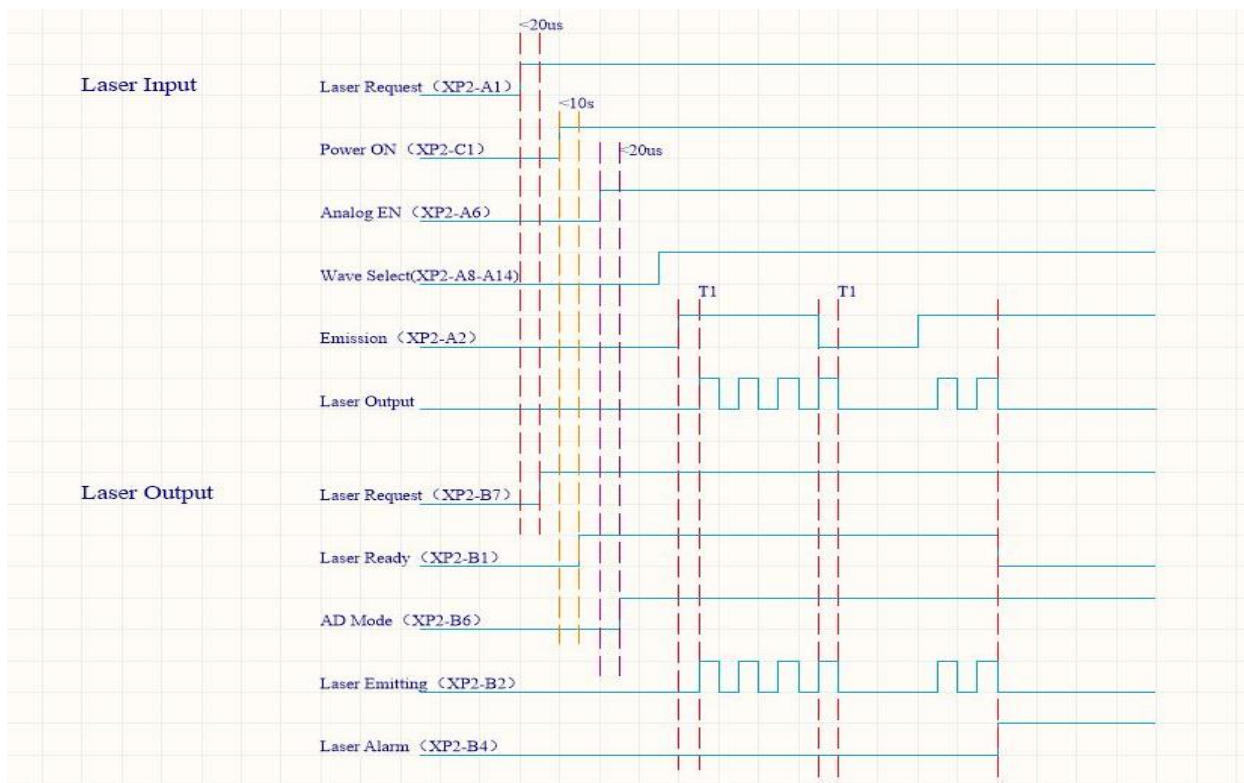 <20us
Laser Input
Laser Request（XP2-A1）
<10s
Power ON（XP2-C1）
<20us
Analog EN（XP2-A6）
Wave Select(XP2-A8-A14)
T1
T1
Emission（XP2-A2）
Laser Output
Laser Output
Laser Request（XP2-B7）
Laser Ready（XP2-B1）
AD Mode（XP2-B6）
Laser Emitting（XP2-B2）
Laser Alarm（XP2-B4）